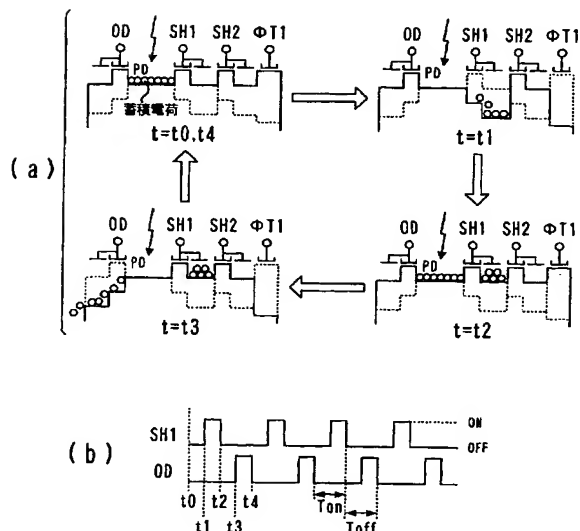 (a)
OD SH1 SH2 ΦT1
PD
蓄積電荷
t=t0,t4
OD SH1 SH2 ΦT1
PD
t=t1
OD SH1 SH2 ΦT1
PD
t=t3
OD SH1 SH2 ΦT1
PD
t=t2
(b)
SH1
ON
OFF
OD
t0 t2 t4
t1 t3
Ton
Toff